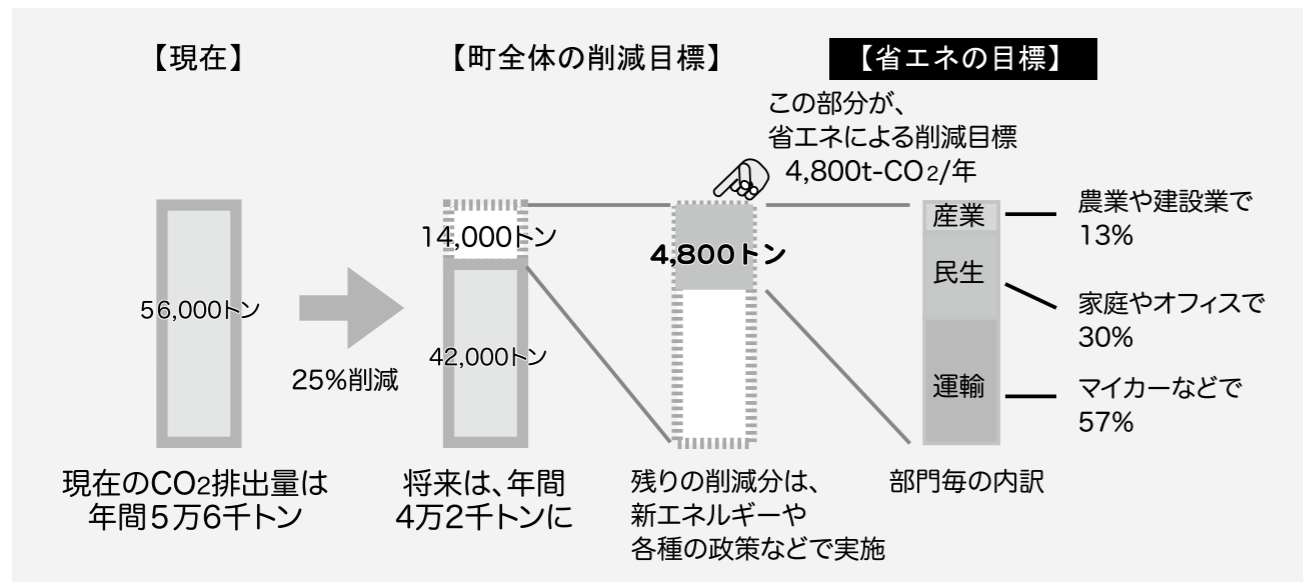 【現在】
【町全体の削減目標】
【省エネの目標】
この部分が、
省エネによる削減目標
4,800t-CO2/年
56,000トン
25%削減
14,000トン
42,000トン
4,800トン
産業
民生
運輸
農業や建設業で
13%
家庭やオフィスで
30%
マイカーなどで
57%
現在のCO2排出量は
年間5万6千トン
将来は、年間
4万2千トンに
残りの削減分は、
新エネルギーや
各種の政策などで実施
部門毎の内訳